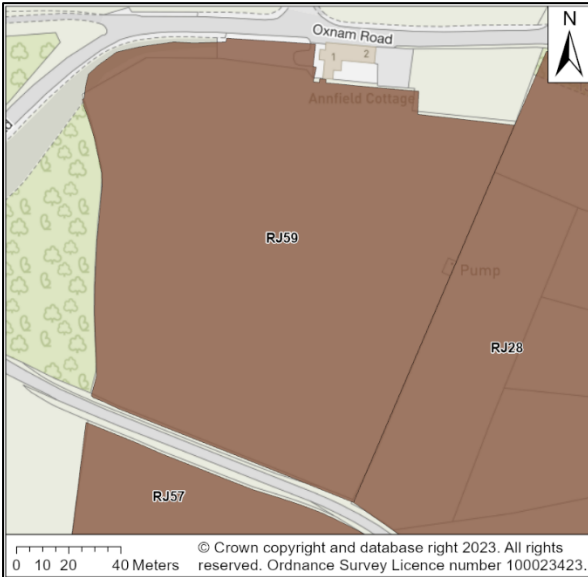 Oxnam Road
N
1
2
Annfield Cottage
RJ59
Pump
RJ28
RJ57
0 10 20 40 Meters
© Crown copyright and database right 2023. All rights
reserved. Ordnance Survey Licence number 100023423,